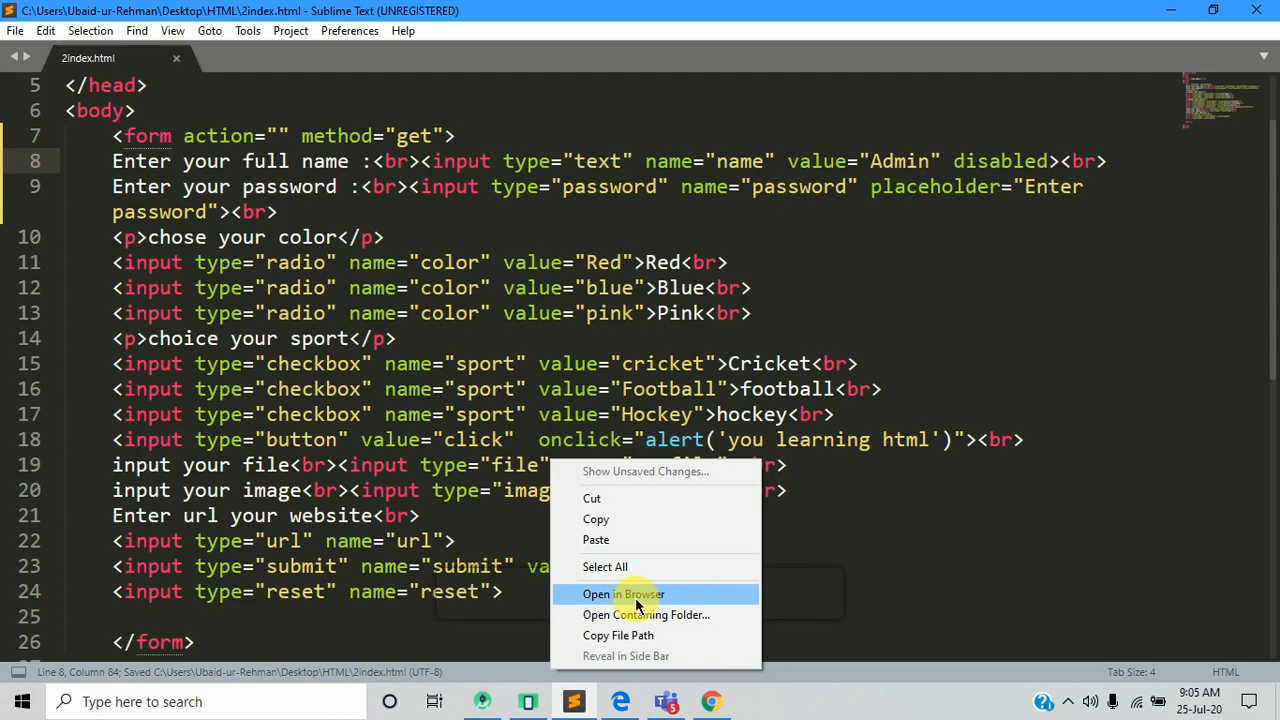 C:\Users\Ubaid-ur-Rehman\Desktop\HTML\2index.html - Sublime Text (UNREGISTERED)
File Edit Selection Find View Goto Tools Project Preferences Help
2index.html
5 </head>
6 <body>
7 <form action="" method="get">
8 Enter your full name :<br><input type="text" name="name" value="Admin" disabled><br>
9 Enter your password :<br><input type="password" name="password" placeholder="Enter
password"><br>
10 <p>chose your color</p>
11 <input type="radio" name="color" value="Red">Red<br>
12 <input type="radio" name="color" value="blue">Blue<br>
13 <input type="radio" name="color" value="pink">Pink<br>
14 <p>choice your sport</p>
15 <input type="checkbox" name="sport" value="cricket">Cricket<br>
16 <input type="checkbox" name="sport" value="Football">football<br>
17 <input type="checkbox" name="sport" value="Hockey">hockey<br>
18 <input type="button" value="click" onclick="alert('you learning html')"><br>
19 input your file<br><input type="file"
20 input your image<br><input type="imag
21 Enter url your website<br>
22 <input type="url" name="url">
23 <input type="submit" name="submit" va
24 <input type="reset" name="reset">
25
26 </form>
Show Unsaved Changes...
Cut
Copy
Paste
Select All
Open in Browser
Open Containing Folder...
Copy File Path
Reveal in Side Bar
Line 8, Column 84; Saved C:\Users\Ubaid-ur-Rehman\Desktop\HTML\2index.html (UTF-8) Tab Size: 4 HTML
Type here to search
5
9:05 AM
25-Jul-20